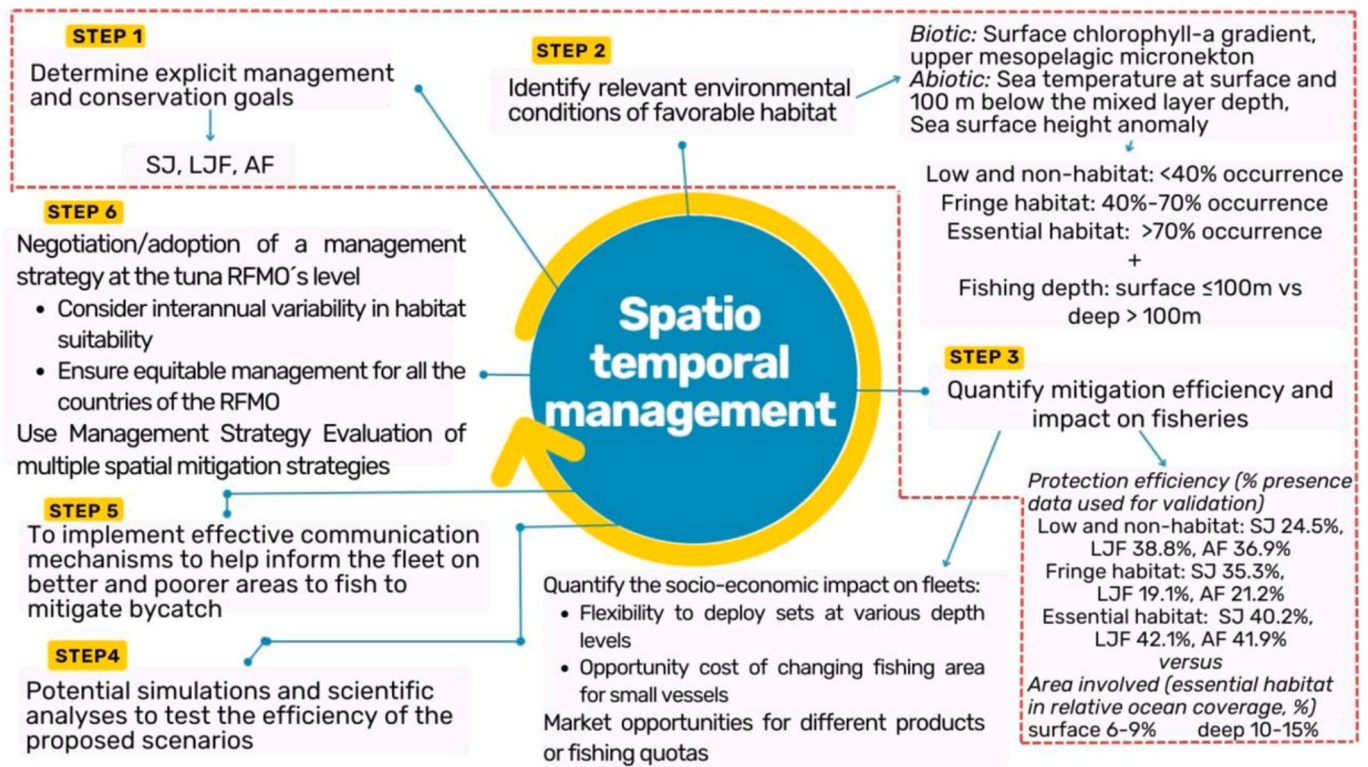 STEP 1
Determine explicit management
and conservation goals
SJ, LJF, AF
STEP 2
Identify relevant environmental
conditions of favorable habitat
Biotic: Surface chlorophyll-a gradient,
upper mesopelagic micronekton
Abiotic: Sea temperature at surface and
100 m below the mixed layer depth,
Sea surface height anomaly
Low and non-habitat: <40% occurrence
Fringe habitat: 40%-70% occurrence
Essential habitat: >70% occurrence
+
Fishing depth: surface ≤100m vs
deep > 100m
STEP 3
Quantify mitigation efficiency and
impact on fisheries
Protection efficiency (% presence
data used for validation)
Low and non-habitat: SJ 24.5%,
LJF 38.8%, AF 36.9%
Fringe habitat: SJ 35.3%,
LJF 19.1%, AF 21.2%
Essential habitat: SJ 40.2%,
LJF 42.1%, AF 41.9%
versus
Area involved (essential habitat
in relative ocean coverage, %)
surface 6-9% deep 10-15%
Quantify the socio-economic impact on fleets:
• Flexibility to deploy sets at various depth
levels
• Opportunity cost of changing fishing area
for small vessels
Market opportunities for different products
or fishing quotas
STEP4
Potential simulations and scientific
analyses to test the efficiency of the
proposed scenarios
STEP 5
To implement effective communication
mechanisms to help inform the fleet on
better and poorer areas to fish to
mitigate bycatch
STEP 6
Negotiation/adoption of a management
strategy at the tuna RFMO´s level
• Consider interannual variability in habitat
suitability
• Ensure equitable management for all the
countries of the RFMO
Use Management Strategy Evaluation of
multiple spatial mitigation strategies
Spatio
temporal
management